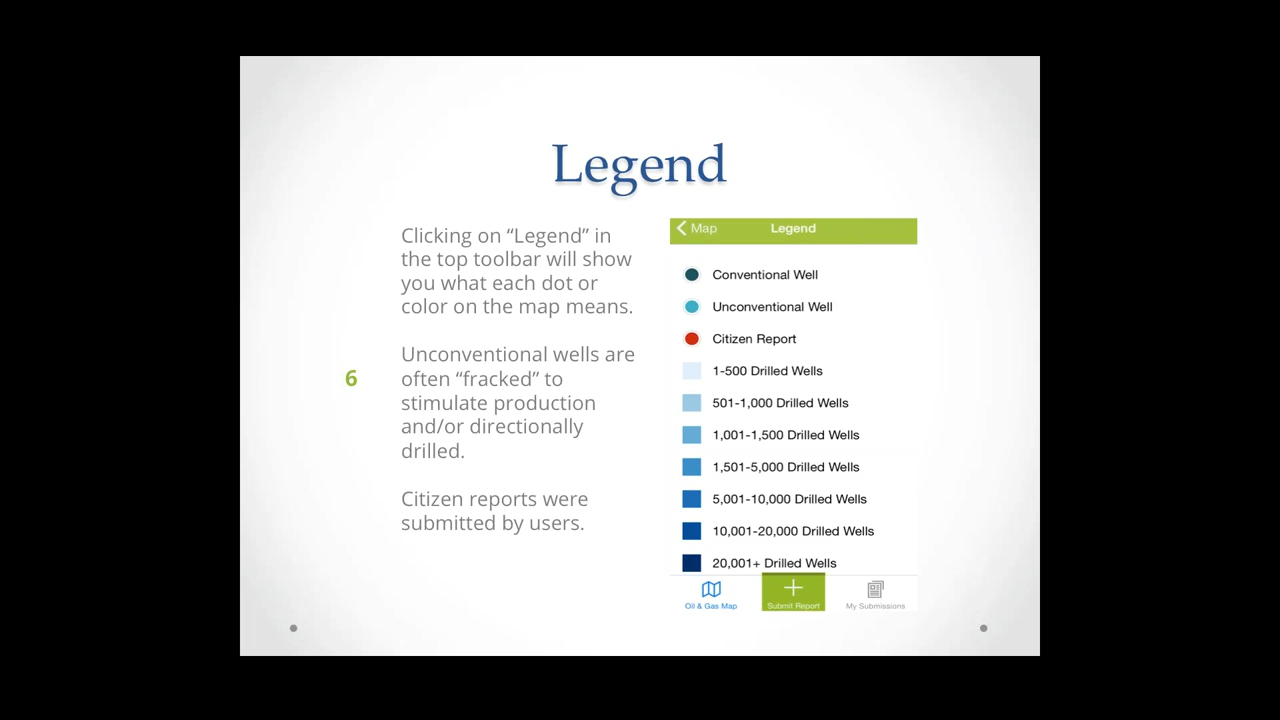 Legend
Clicking on “Legend” in
the top toolbar will show
you what each dot or
color on the map means.
Unconventional wells are
6
often “fracked” to
stimulate production
and/or directionally
drilled.
Citizen reports were
submitted by users.
Map
Legend
Conventional Well
Unconventional Well
Citizen Report
1-500 Drilled Wells
501-1,000 Drilled Wells
1,001-1,500 Drilled Wells
1,501-5,000 Drilled Wells
5,001-10,000 Drilled Wells
10,001-20,000 Drilled Wells
20,001+ Drilled Wells
Oil & Gas Map
Submit Report
My Submissions